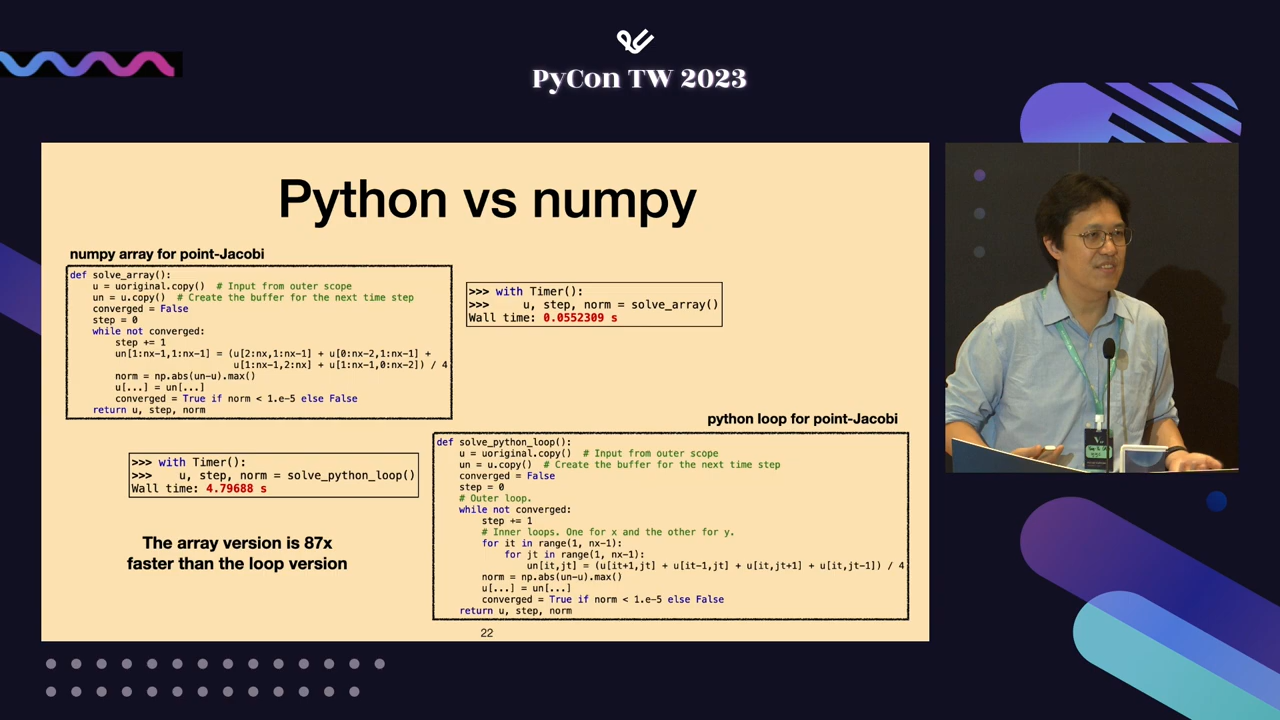 PyCon TW 2023
Python vs numpy
numpy array for point-Jacobi
def solve_array():
    u = uoriginal.copy()  # Input from outer scope
    un = u.copy()  # Create the buffer for the next time step
    converged = False
    step = 0
    while not converged:
        step += 1
        un[1:nx-1,1:nx-1] = (u[2:nx,1:nx-1] + u[0:nx-2,1:nx-1] +
                             u[1:nx-1,2:nx] + u[1:nx-1,0:nx-2]) / 4
        norm = np.abs(un-u).max()
        u[...] = un[...]
        converged = True if norm < 1.e-5 else False
    return u, step, norm
>>> with Timer():
>>>     u, step, norm = solve_array()
Wall time: 0.0552309 s
python loop for point-Jacobi
def solve_python_loop():
    u = uoriginal.copy()  # Input from outer scope
    un = u.copy()  # Create the buffer for the next time step
    converged = False
    step = 0
    # Outer loop.
    while not converged:
        step += 1
        # Inner loops. One for x and the other for y.
        for it in range(1, nx-1):
            for jt in range(1, nx-1):
                un[it,jt] = (u[it+1,jt] + u[it-1,jt] + u[it,jt+1] + u[it,jt-1]) / 4
        norm = np.abs(un-u).max()
        u[...] = un[...]
        converged = True if norm < 1.e-5 else False
    return u, step, norm
>>> with Timer():
>>>     u, step, norm = solve_python_loop()
Wall time: 4.79688 s
The array version is 87x
faster than the loop version
22